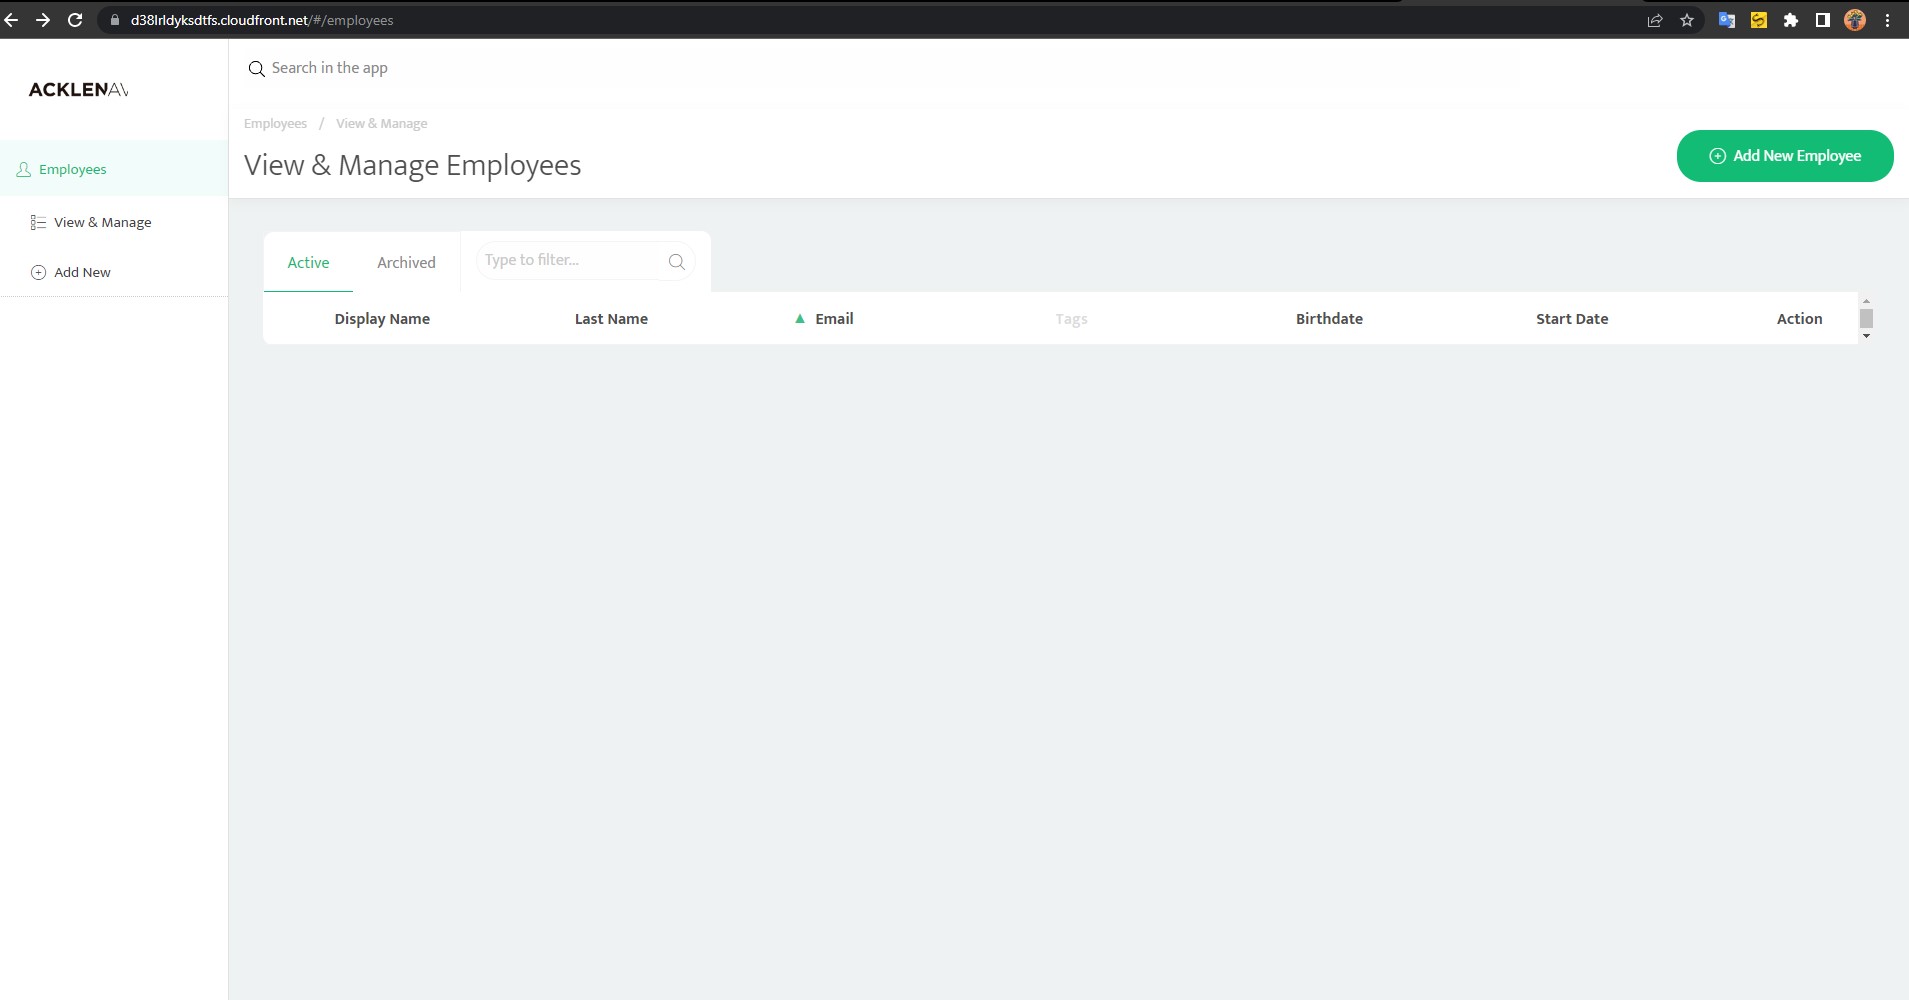 d38lrldyksdtfs.cloudfront.net/#/employees
Search in the app
ACKLENAV
Employees / View & Manage
View & Manage Employees
Add New Employee
Employees
View & Manage
Add New
Active Archived Type to filter...
Display Name Last Name ▲ Email Tags Birthdate Start Date Action